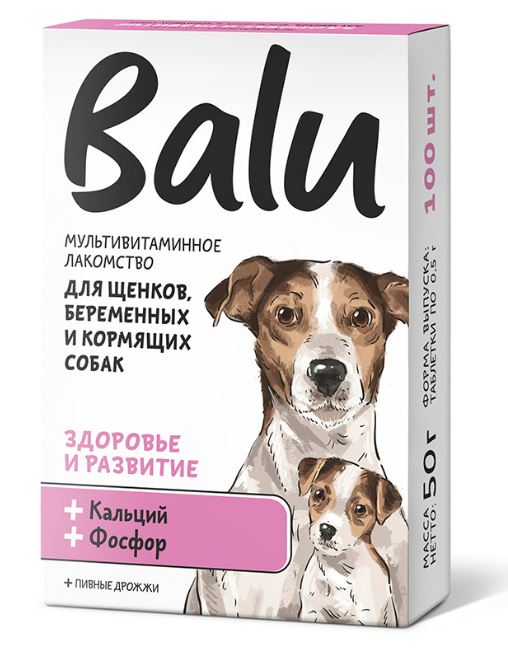 Balu
МУЛЬТИВИТАМИННОЕ
ЛАКОМСТВО
ДЛЯ ЩЕНКОВ,
БЕРЕМЕННЫХ
И КОРМЯЩИХ
СОБАК
ЗДОРОВЬЕ
И РАЗВИТИЕ
+ Кальций
+ Фосфор
+ ПИВНЫЕ ДРОЖЖИ
МАССА
НЕТТО: 50 г
ФОРМА ВЫПУСКА:
ТАБЛЕТКИ ПО 0,5 г
100 шт.